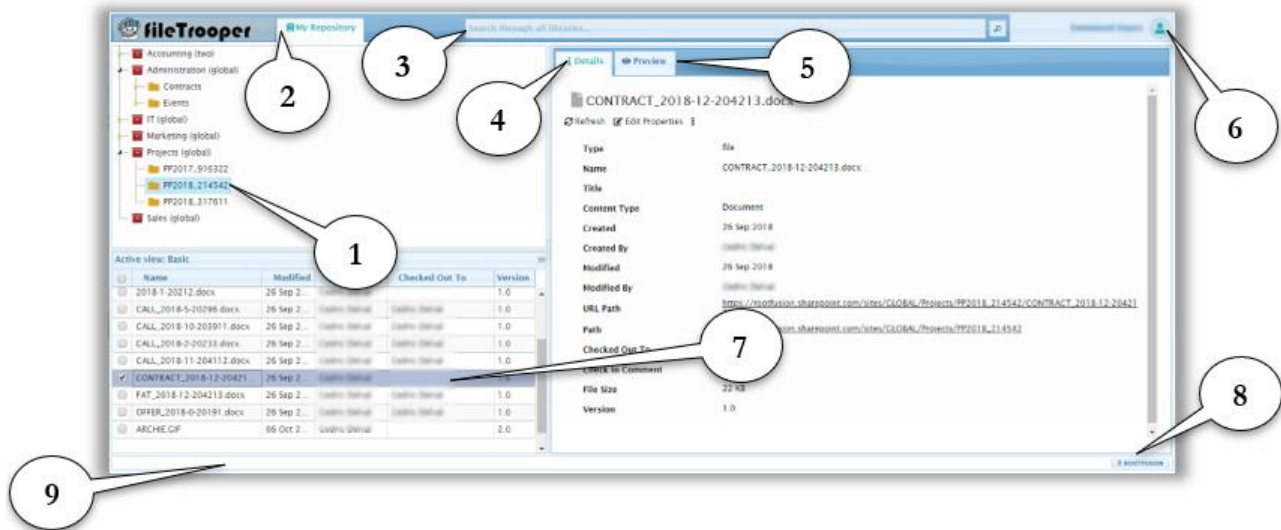 fileTrooper
My Repository
Search through all libraries...
Accounting (two)
Administration (global)
Contracts
Events
IT (global)
Marketing (global)
Projects (global)
PP2017_916322
PP2018_214542
PP2018_317611
Sales (global)
1
2
3
4
5
6
7
8
9
Active view: Basic
Name Modified Checked Out To Version
2018-1-20212.docx 26 Sep 2... 1.0
CALL_2018-5-20296.docx 26 Sep 2... 1.0
CALL_2018-10-203911.docx 26 Sep 2... 1.0
CALL_2018-2-20233.docx 26 Sep 2... 1.0
CALL_2018-11-204112.docx 26 Sep 2... 1.0
CONTRACT_2018-12-20421... 26 Sep 2...
FAT_2018-12-204213.docx 26 Sep 2... 1.0
OFFER_2018-0-20191.docx 26 Sep 2... 1.0
ARCHIE.GIF 06 Oct 2... 2.0
Details Preview
CONTRACT_2018-12-204213.docx
Refresh Edit Properties
Type file
Name CONTRACT_2018-12-204213.docx
Title
Content Type Document
Created 26 Sep 2018
Created By
Modified 26 Sep 2018
Modified By
URL Path https://rootfusion.sharepoint.com/sites/GLOBAL/Projects/PP2018_214542/CONTRACT_2018-12-20421
Path sion.sharepoint.com/sites/GLOBAL/Projects/PP2018_214542
Checked Out To
Check In Comment
File Size 22 KB
Version 1.0
ROOTFUSION